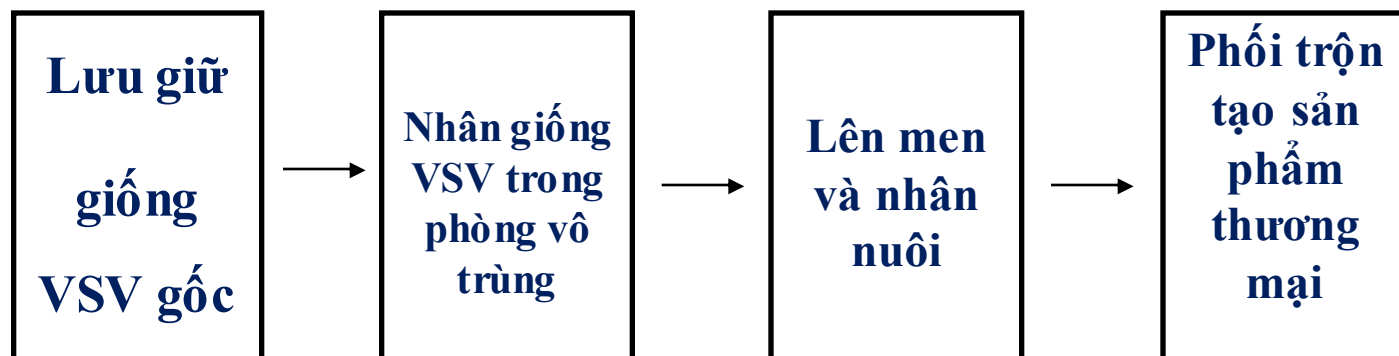 Lưu giữ
giống
VSV gốc
Nhân giống
VSV trong
phòng vô
trùng
Lên men
và nhân
nuôi
Phối trộn
tạo sản
phẩm
thương
mại